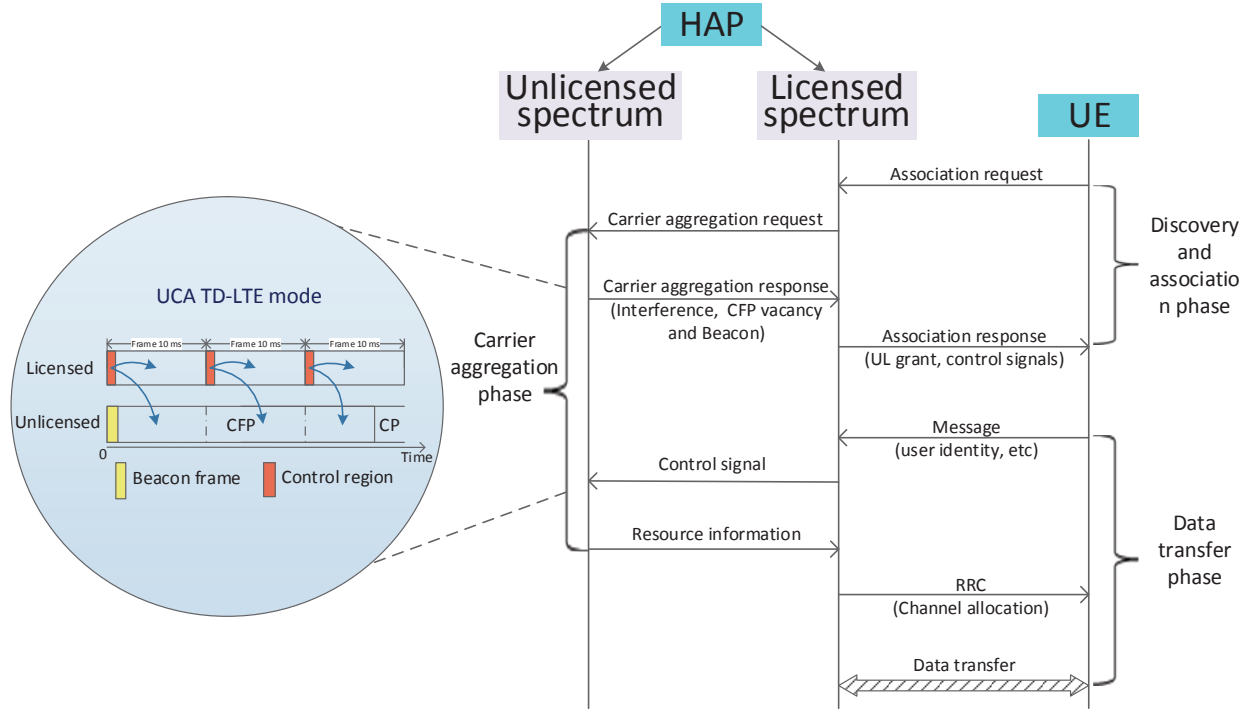 HAP
Unlicensed
spectrum
Licensed
spectrum
UE
Association request
Carrier aggregation request
Discovery
and
associatio
n phase
Carrier aggregation response
(Interference, CFP vacancy
and Beacon)
Association response
(UL grant, control signals)
Carrier
aggregation
phase
UCA TD-LTE mode
Frame 10 ms
Frame 10 ms
Frame 10 ms
Licensed
Unlicensed
CFP
CP
0
Time
Beacon frame
Control region
Message
(user identity, etc)
Control signal
Resource information
Data
transfer
phase
RRC
(Channel allocation)
Data transfer